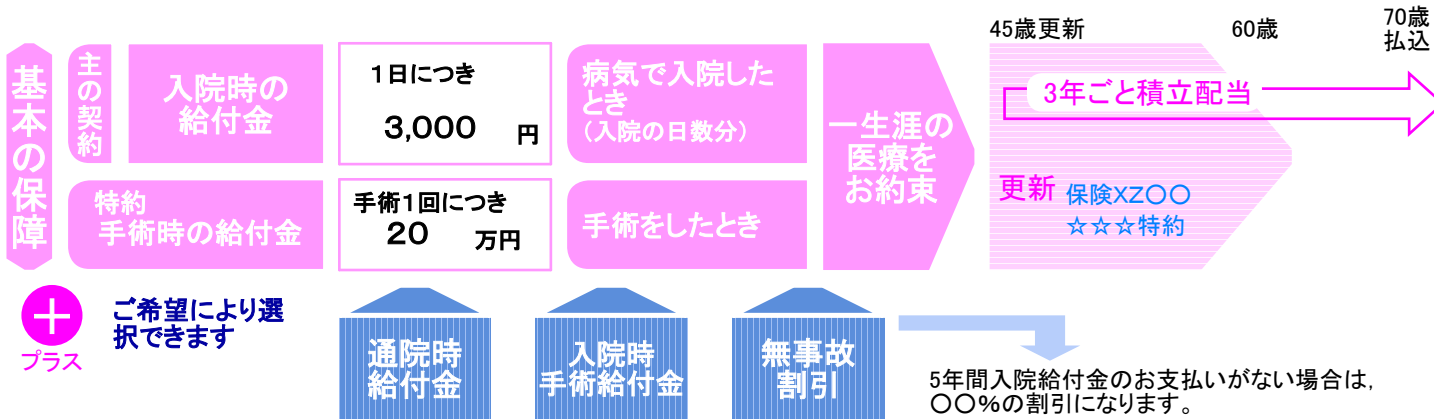 45歳更新
60歳
70歳
払込
基本の保障
主の契約
入院時の
給付金
1日につき
3,000 円
病気で入院した
とき
(入院の日数分)
一生涯の
医療を
お約束
3年ごと積立配当
特約
手術時の給付金
手術1回につき
20 万円
手術をしたとき
更新
保険XZ〇〇
☆☆☆特約
+
プラス
ご希望により選
択できます
通院時
給付金
入院時
手術給付金
無事故
割引
5年間入院給付金のお支払いがない場合は,
〇〇%の割引になります。